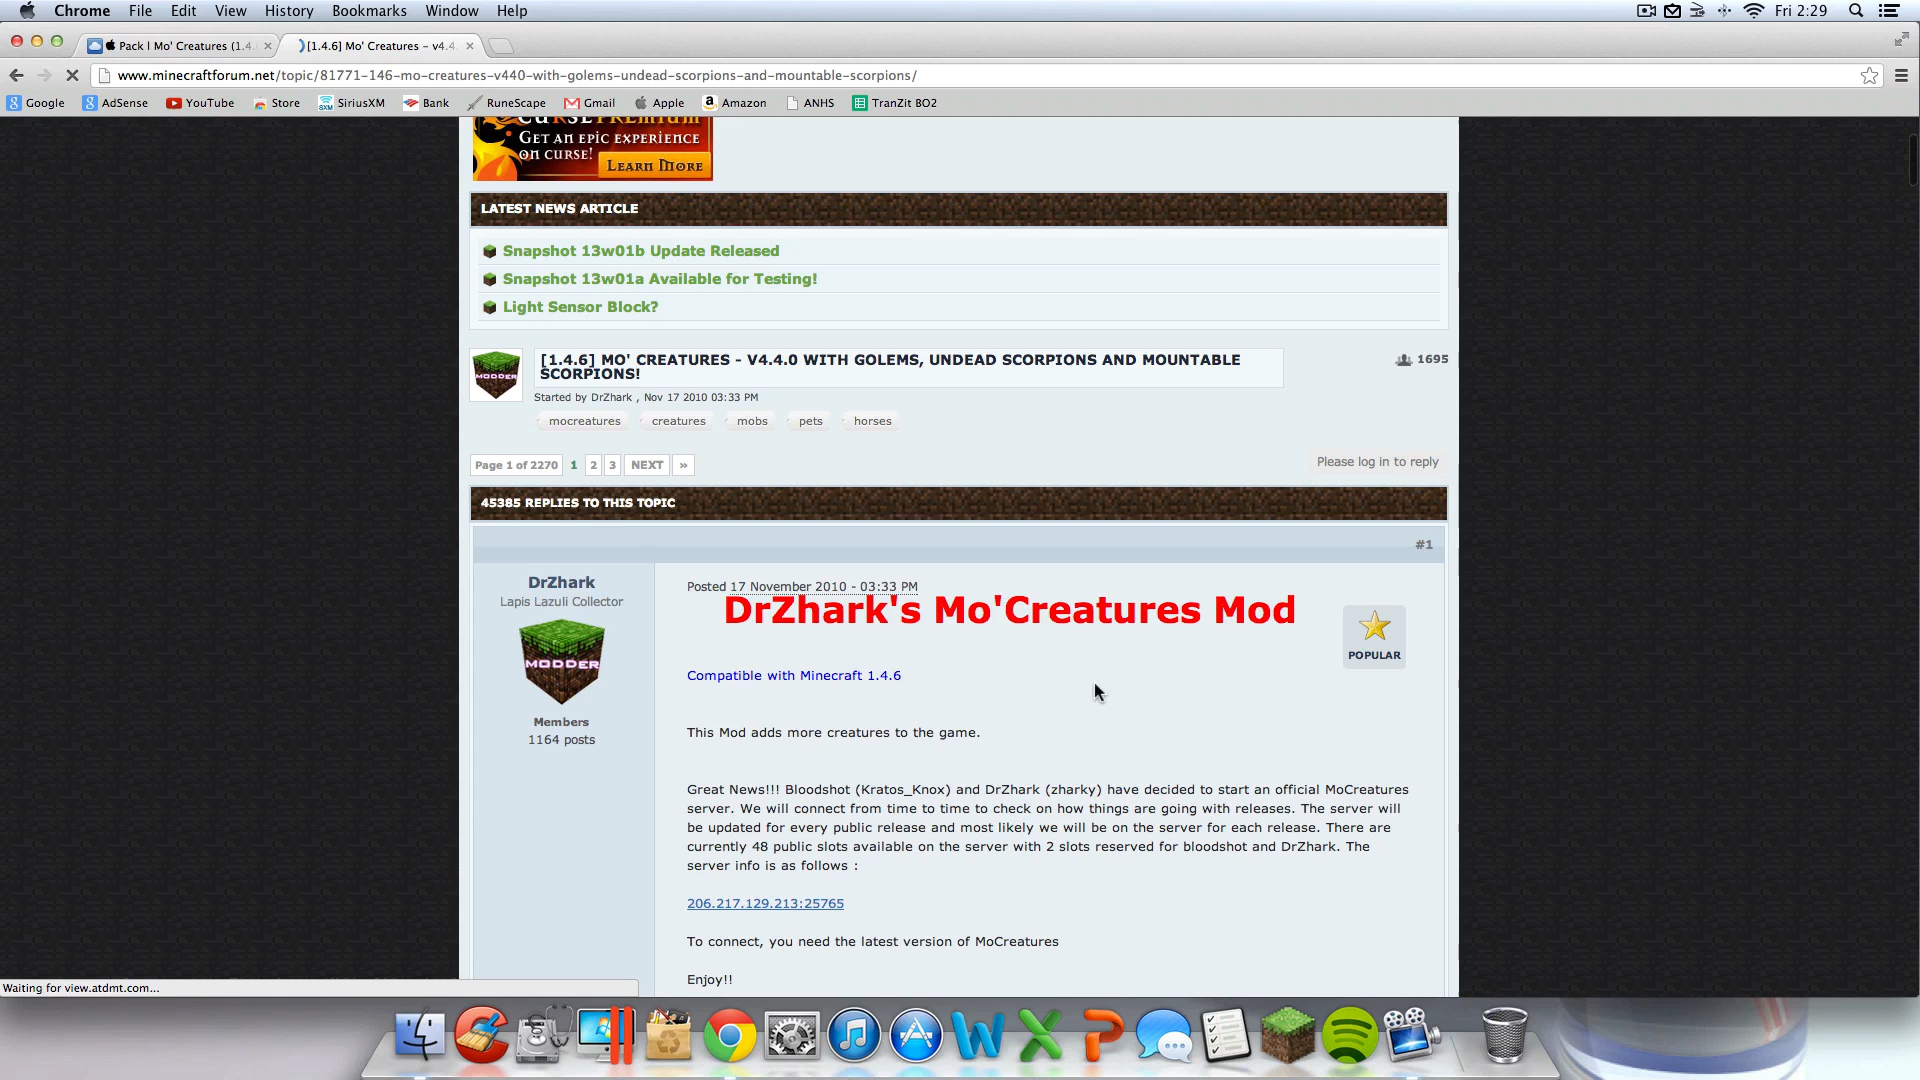 Chrome File Edit View History Bookmarks Window Help Fri 2:29
Pack | Mo' Creatures (1.4. [1.4.6] Mo' Creatures - v4.4.
www.minecraftforum.net/topic/81771-146-mo-creatures-v440-with-golems-undead-scorpions-and-mountable-scorpions/
Google AdSense YouTube Store SiriusXM Bank RuneScape Gmail Apple Amazon ANHS TranZit BO2
Curse Premium
Get an epic experience
on curse! Learn More
LATEST NEWS ARTICLE
Snapshot 13w01b Update Released
Snapshot 13w01a Available for Testing!
Light Sensor Block?
MODDER
[1.4.6] MO' CREATURES - V4.4.0 WITH GOLEMS, UNDEAD SCORPIONS AND MOUNTABLE
SCORPIONS!
1695
Started by DrZhark , Nov 17 2010 03:33 PM
mocreatures creatures mobs pets horses
Page 1 of 2270 1 2 3 NEXT »
Please log in to reply
45385 REPLIES TO THIS TOPIC
#1
DrZhark
Lapis Lazuli Collector
MODDER
Members
1164 posts
Posted 17 November 2010 - 03:33 PM
DrZhark's Mo'Creatures Mod
POPULAR
Compatible with Minecraft 1.4.6
This Mod adds more creatures to the game.
Great News!!! Bloodshot (Kratos_Knox) and DrZhark (zharky) have decided to start an official MoCreatures
server. We will connect from time to time to check on how things are going with releases. The server will
be updated for every public release and most likely we will be on the server for each release. There are
currently 48 public slots available on the server with 2 slots reserved for bloodshot and DrZhark. The
server info is as follows :
206.217.129.213:25765
To connect, you need the latest version of MoCreatures
Enjoy!!
Waiting for view.atdmt.com...